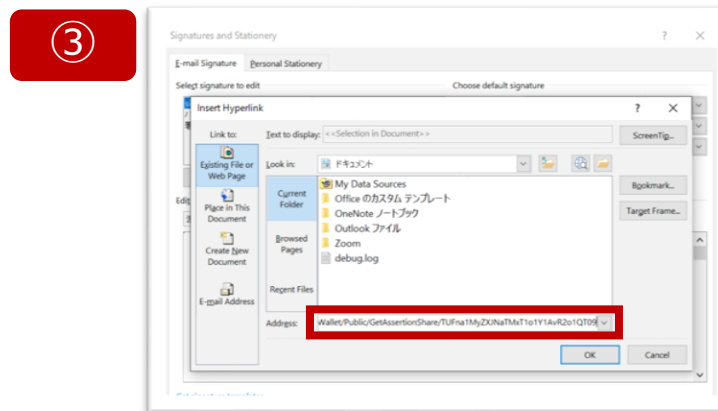 ③
Signatures and Stationery ? ×
E-mail Signature Personal Stationery
Select signature to edit Choose default signature
Insert Hyperlink ? ×
Link to: Text to display: <<Selection in Document>> ScreenTip...
Existing File or Web Page Look in: ドキュメント
Current Folder My Data Sources Bookmark...
Office のカスタム テンプレート
OneNote ノートブック Target Frame...
Place in This Document Outlook ファイル
Browsed Pages Zoom
debug.log
Create New Document
Recent Files
E-mail Address
Address: Wallet/Public/GetAssertionShare/TUFna1MyZXJNaTMxT1o1Y1AvR2o1QT09
OK Cancel